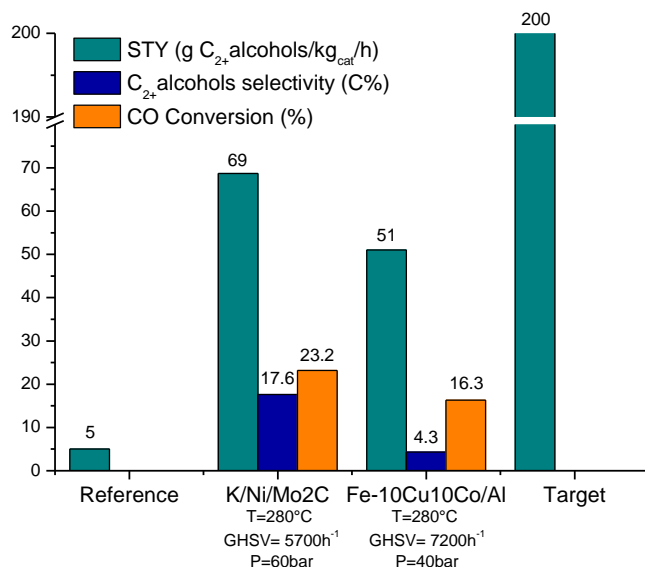 200
200
STY (g C₂₊alcohols/kg_cat/h)
C₂₊alcohols selectivity (C%)
190
CO Conversion (%)
70
69
60
51
50
40
30
23.2
20
17.6
16.3
10
5
4.3
0
Reference K/Ni/Mo2C Fe-10Cu10Co/Al Target
T=280°C T=280°C
GHSV= 5700h⁻¹ GHSV= 7200h⁻¹
P=60bar P=40bar